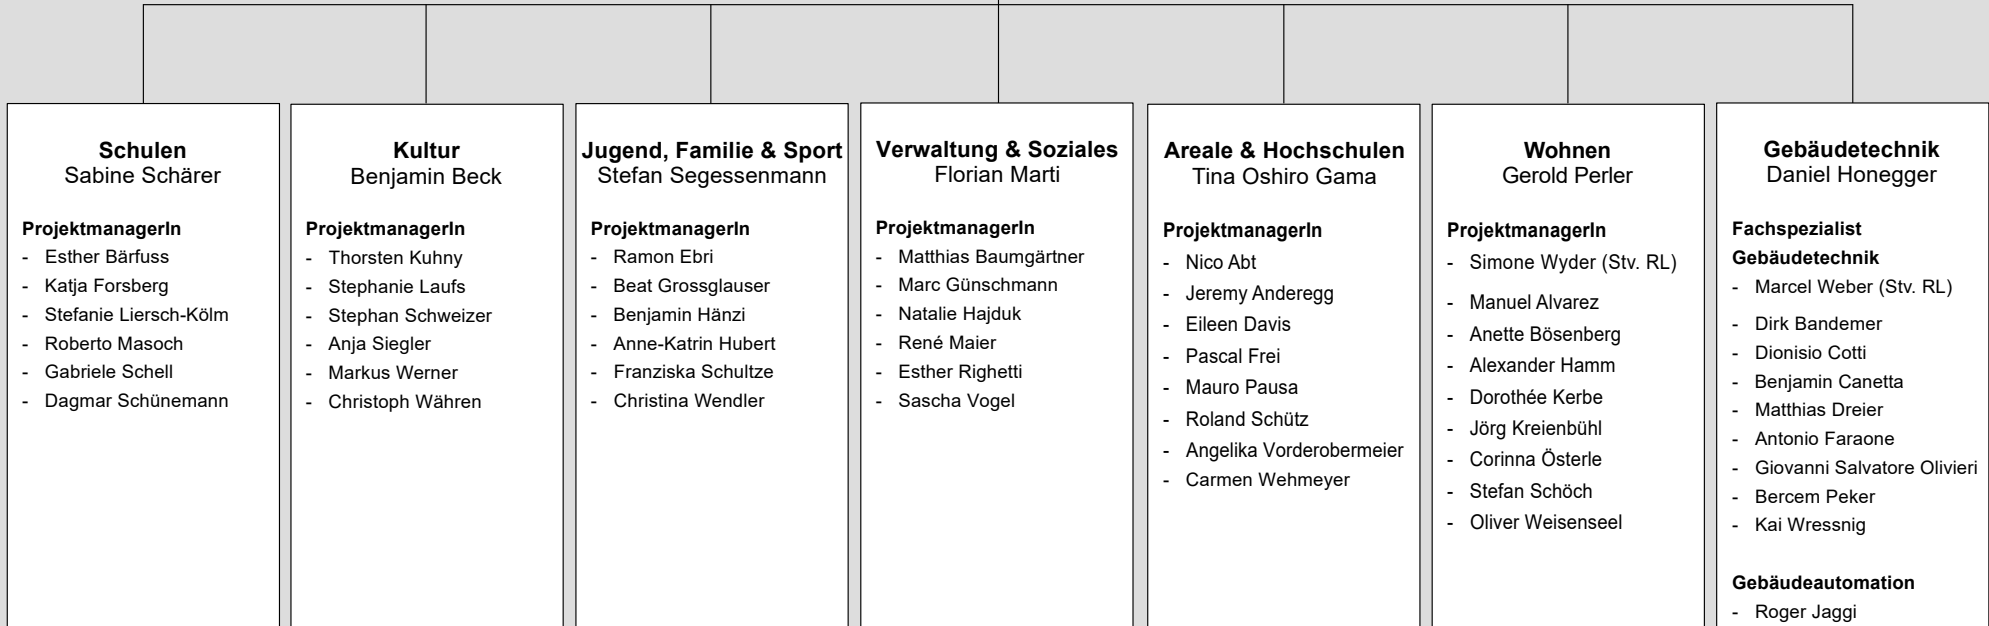 Schulen
Sabine Schärer
ProjektmanagerIn
- Esther Bärfuss
- Katja Forsberg
- Stefanie Liersch-Kölm
- Roberto Masoch
- Gabriele Schell
- Dagmar Schünemann
Kultur
Benjamin Beck
ProjektmanagerIn
- Thorsten Kuhny
- Stephanie Laufs
- Stephan Schweizer
- Anja Siegler
- Markus Werner
- Christoph Währen
Jugend, Familie & Sport
Stefan Segessenmann
ProjektmanagerIn
- Ramon Ebri
- Beat Grossglauser
- Benjamin Hänzi
- Anne-Katrin Hubert
- Franziska Schultze
- Christina Wendler
Verwaltung & Soziales
Florian Marti
ProjektmanagerIn
- Matthias Baumgärtner
- Marc Günschmann
- Natalie Hajduk
- René Maier
- Esther Righetti
- Sascha Vogel
Areale & Hochschulen
Tina Oshiro Gama
ProjektmanagerIn
- Nico Abt
- Jeremy Anderegg
- Eileen Davis
- Pascal Frei
- Mauro Pausa
- Roland Schütz
- Angelika Vorderobermeier
- Carmen Wehmeyer
Wohnen
Gerold Perler
ProjektmanagerIn
- Simone Wyder (Stv. RL)
- Manuel Alvarez
- Anette Bösenberg
- Alexander Hamm
- Dorothée Kerbe
- Jörg Kreienbühl
- Corinna Österle
- Stefan Schöch
- Oliver Weisenseel
Gebäudetechnik
Daniel Honegger
Fachspezialist
Gebäudetechnik
- Marcel Weber (Stv. RL)
- Dirk Bandemer
- Dionisio Cotti
- Benjamin Canetta
- Matthias Dreier
- Antonio Faraone
- Giovanni Salvatore Olivieri
- Bercem Peker
- Kai Wressnig
Gebäudeautomation
- Roger Jaggi